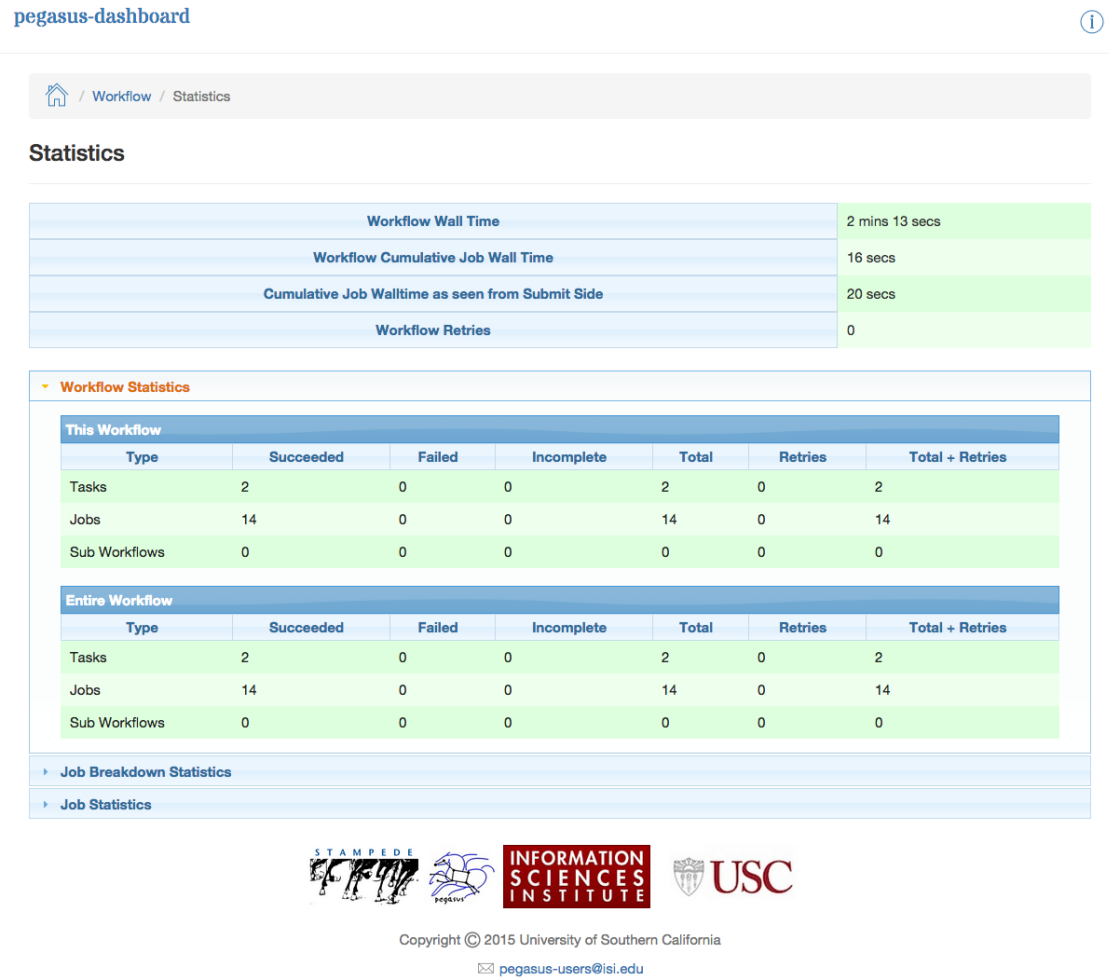 pegasus-dashboard
/ Workflow / Statistics
Statistics
Workflow Wall Time 2 mins 13 secs
Workflow Cumulative Job Wall Time 16 secs
Cumulative Job Walltime as seen from Submit Side 20 secs
Workflow Retries 0
Workflow Statistics
This Workflow
Type Succeeded Failed Incomplete Total Retries Total + Retries
Tasks 2 0 0 2 0 2
Jobs 14 0 0 14 0 14
Sub Workflows 0 0 0 0 0 0
Entire Workflow
Type Succeeded Failed Incomplete Total Retries Total + Retries
Tasks 2 0 0 2 0 2
Jobs 14 0 0 14 0 14
Sub Workflows 0 0 0 0 0 0
Job Breakdown Statistics
Job Statistics
STAMPEDE
pegasus
INFORMATION
SCIENCES
INSTITUTE
USC
Copyright © 2015 University of Southern California
pegasus-users@isi.edu